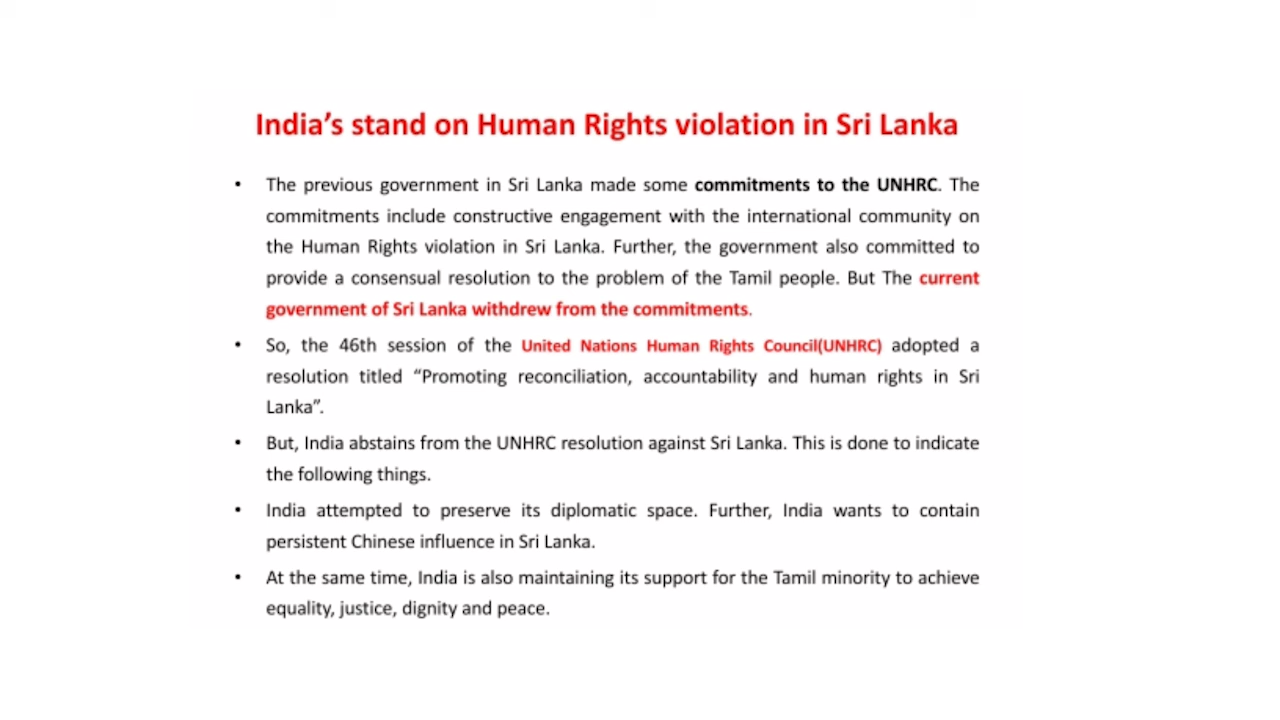 India’s stand on Human Rights violation in Sri Lanka
• The previous government in Sri Lanka made some commitments to the UNHRC. The
commitments include constructive engagement with the international community on
the Human Rights violation in Sri Lanka. Further, the government also committed to
provide a consensual resolution to the problem of the Tamil people. But The current
government of Sri Lanka withdrew from the commitments.
• So, the 46th session of the United Nations Human Rights Council(UNHRC) adopted a
resolution titled “Promoting reconciliation, accountability and human rights in Sri
Lanka”.
• But, India abstains from the UNHRC resolution against Sri Lanka. This is done to indicate
the following things.
• India attempted to preserve its diplomatic space. Further, India wants to contain
persistent Chinese influence in Sri Lanka.
• At the same time, India is also maintaining its support for the Tamil minority to achieve
equality, justice, dignity and peace.